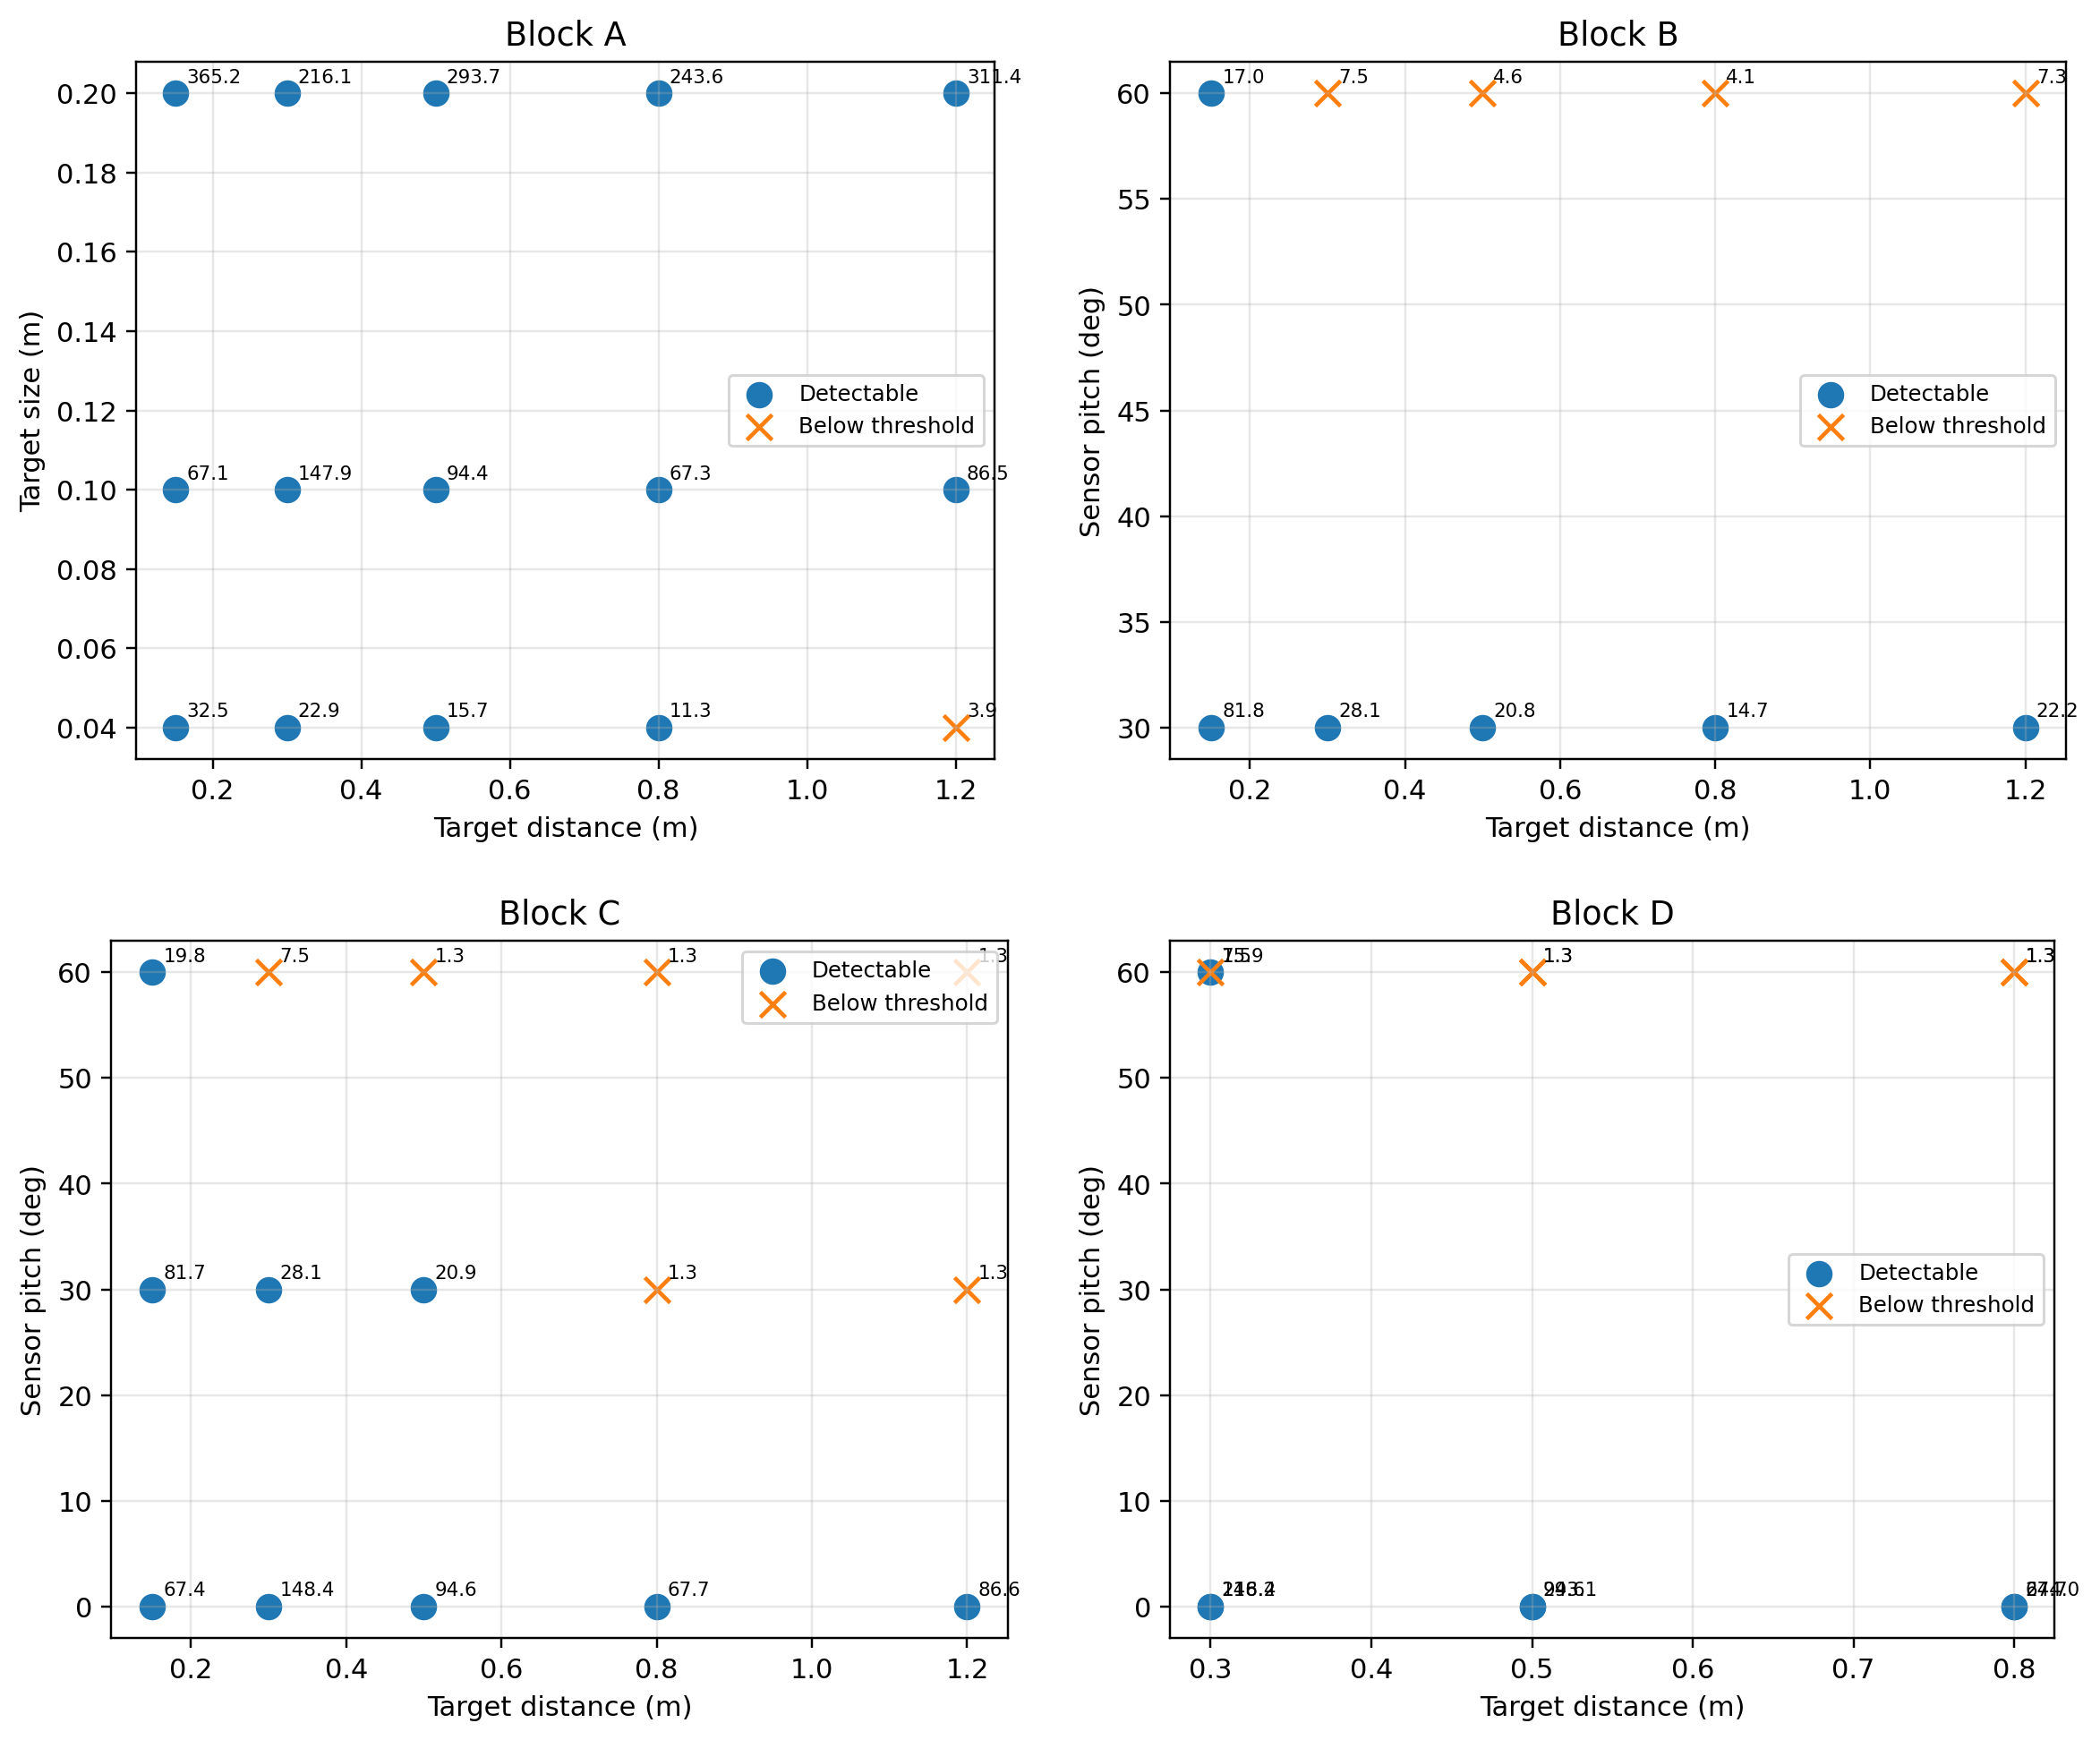 Block A
Target size (m)
0.20
0.18
0.16
0.14
0.12
0.10
0.08
0.06
0.04
365.2 216.1 293.7 243.6 311.4
67.1 147.9 94.4 67.3 86.5
32.5 22.9 15.7 11.3 3.9
Detectable
Below threshold
0.2 0.4 0.6 0.8 1.0 1.2
Target distance (m)
Block B
Sensor pitch (deg)
60
55
50
45
40
35
30
17.0 7.5 4.6 4.1 7.3
81.8 28.1 20.8 14.7 22.2
Detectable
Below threshold
0.2 0.4 0.6 0.8 1.0 1.2
Target distance (m)
Block C
Sensor pitch (deg)
60
50
40
30
20
10
0
19.8 7.5 1.3 1.3 1.3
81.7 28.1 20.9 1.3 1.3
67.4 148.4 94.6 67.7 86.6
Detectable
Below threshold
0.2 0.4 0.6 0.8 1.0 1.2
Target distance (m)
Block D
Sensor pitch (deg)
60
50
40
30
20
10
0
1.3 1.3
Detectable
Below threshold
0.3 0.4 0.5 0.6 0.7 0.8
Target distance (m)